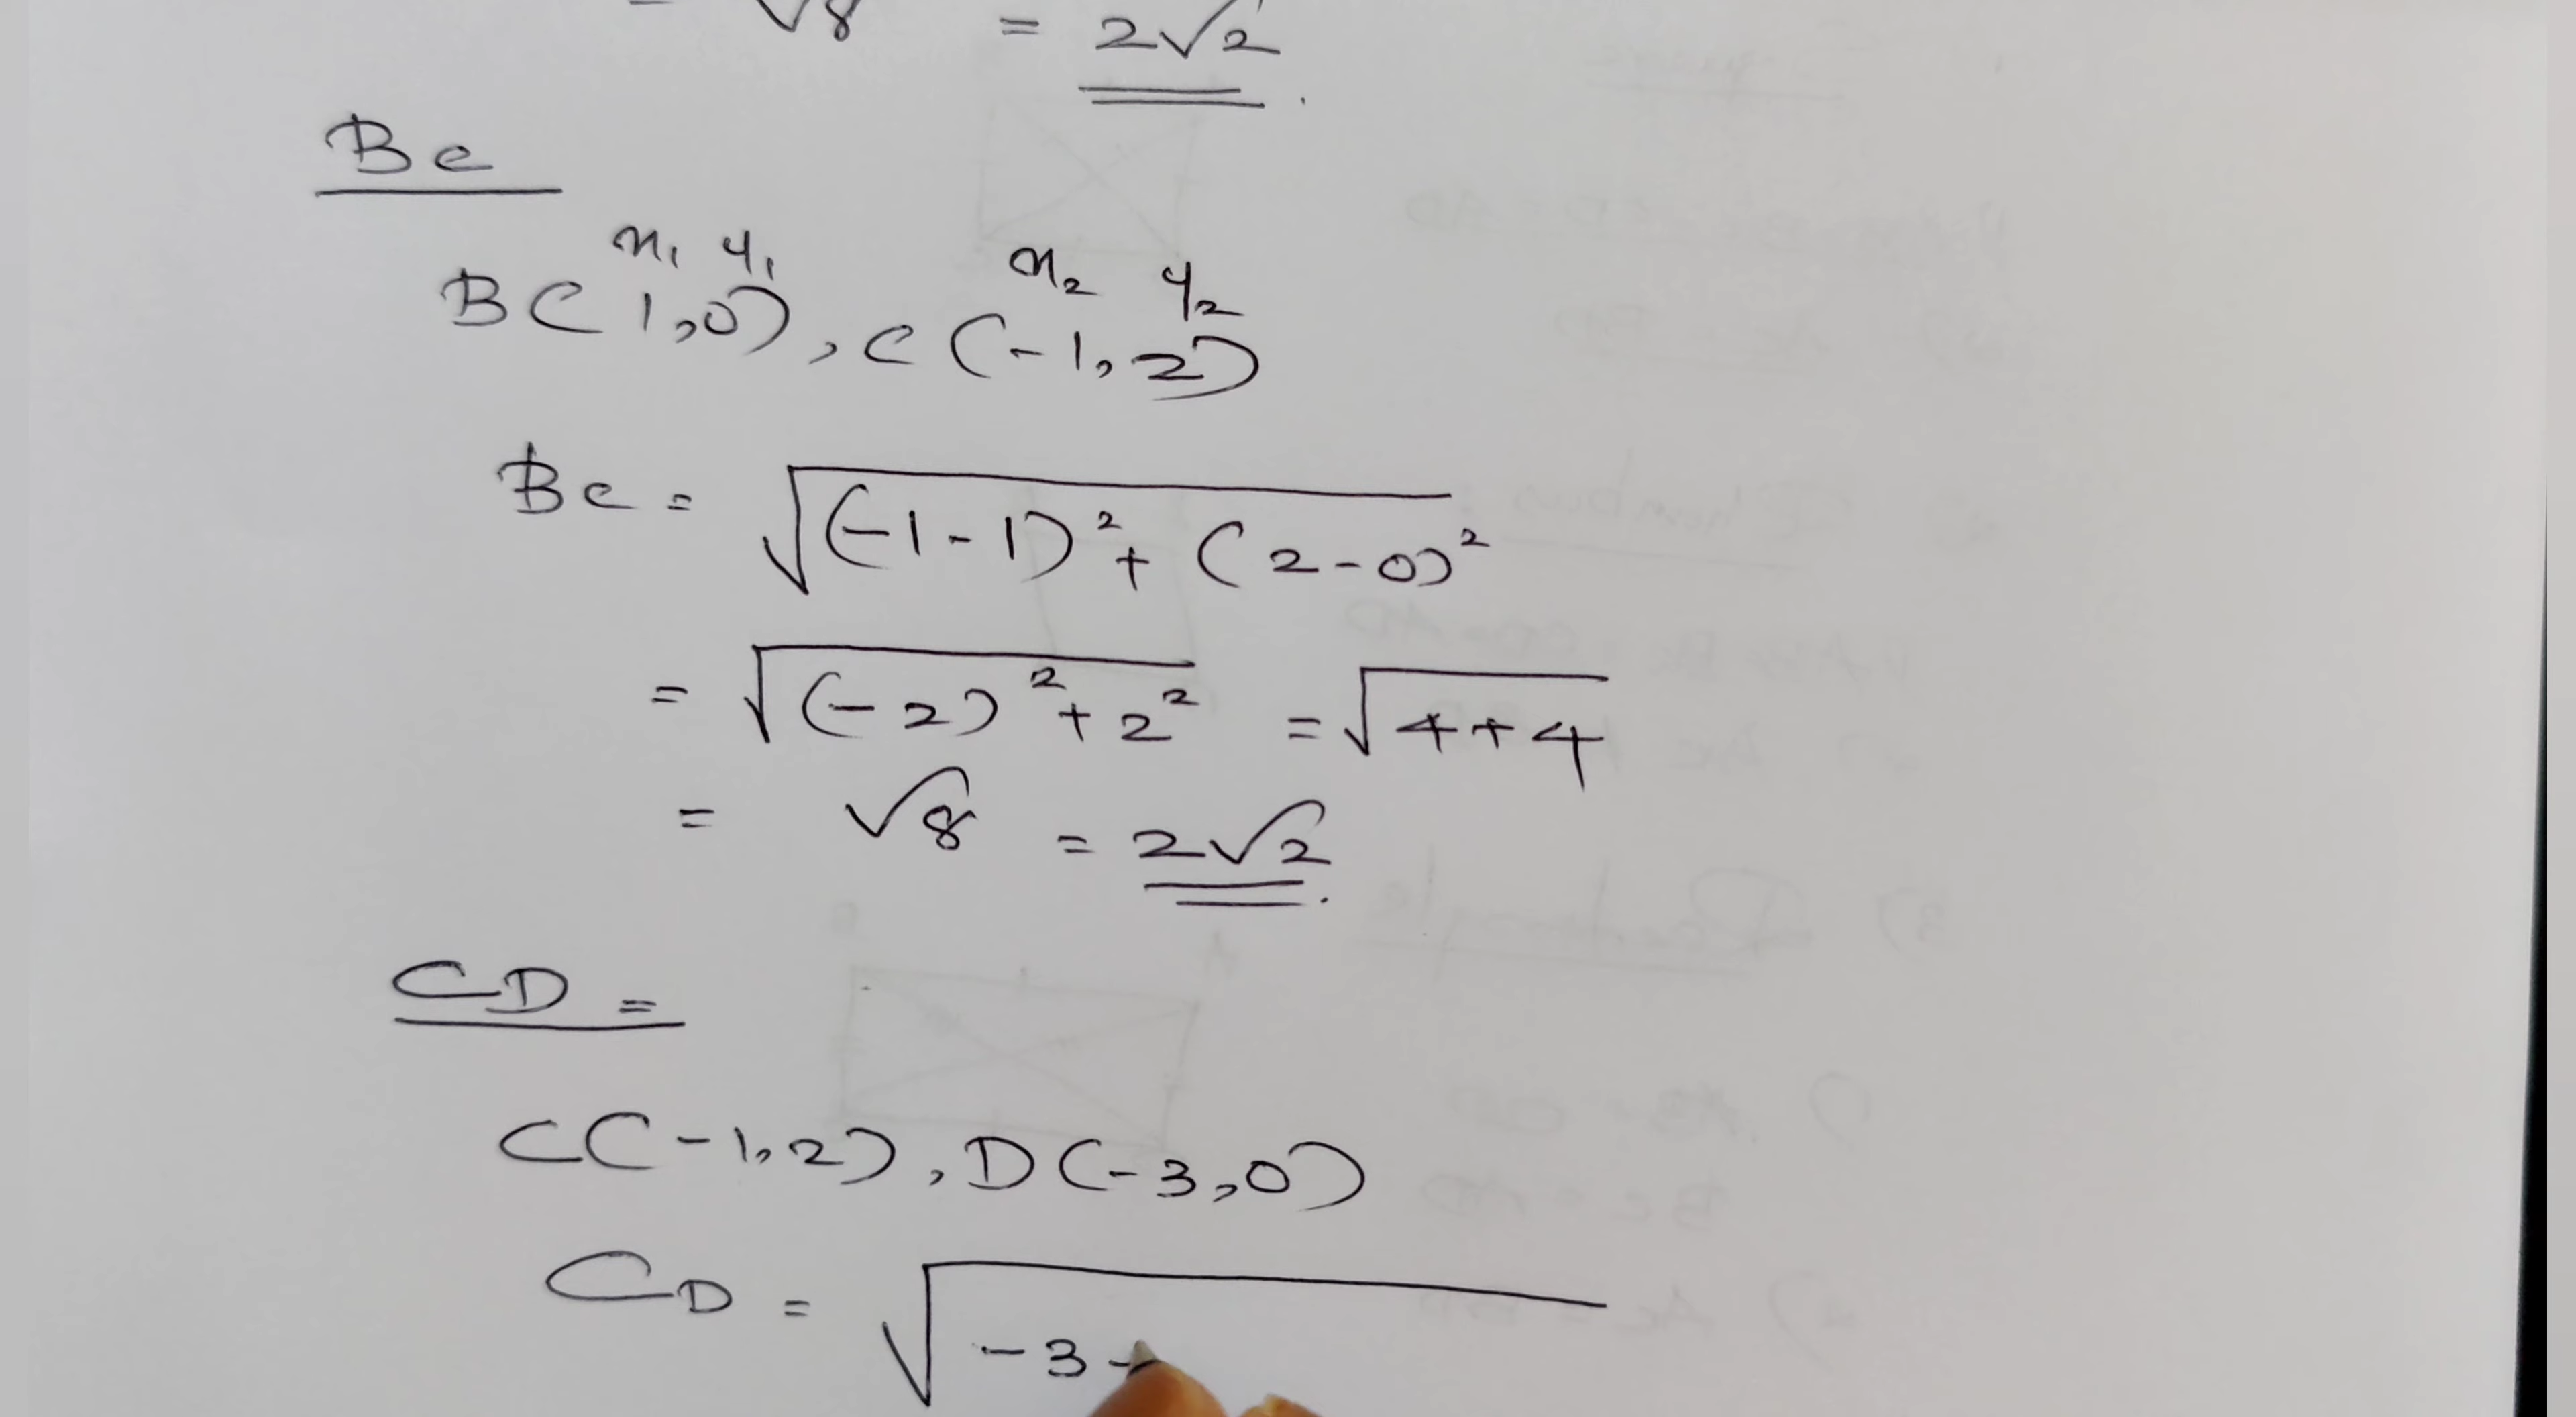 = √8 = 2√2.
BC
x₁ y₁ x₂ y₂
B(1,0), C(-1,2)
BC = √((-1-1)² + (2-0)²)
= √((-2)² + 2²) = √(4+4)
= √8 = 2√2.
CD =
C(-1,2), D(-3,0)
CD = √(-3 -